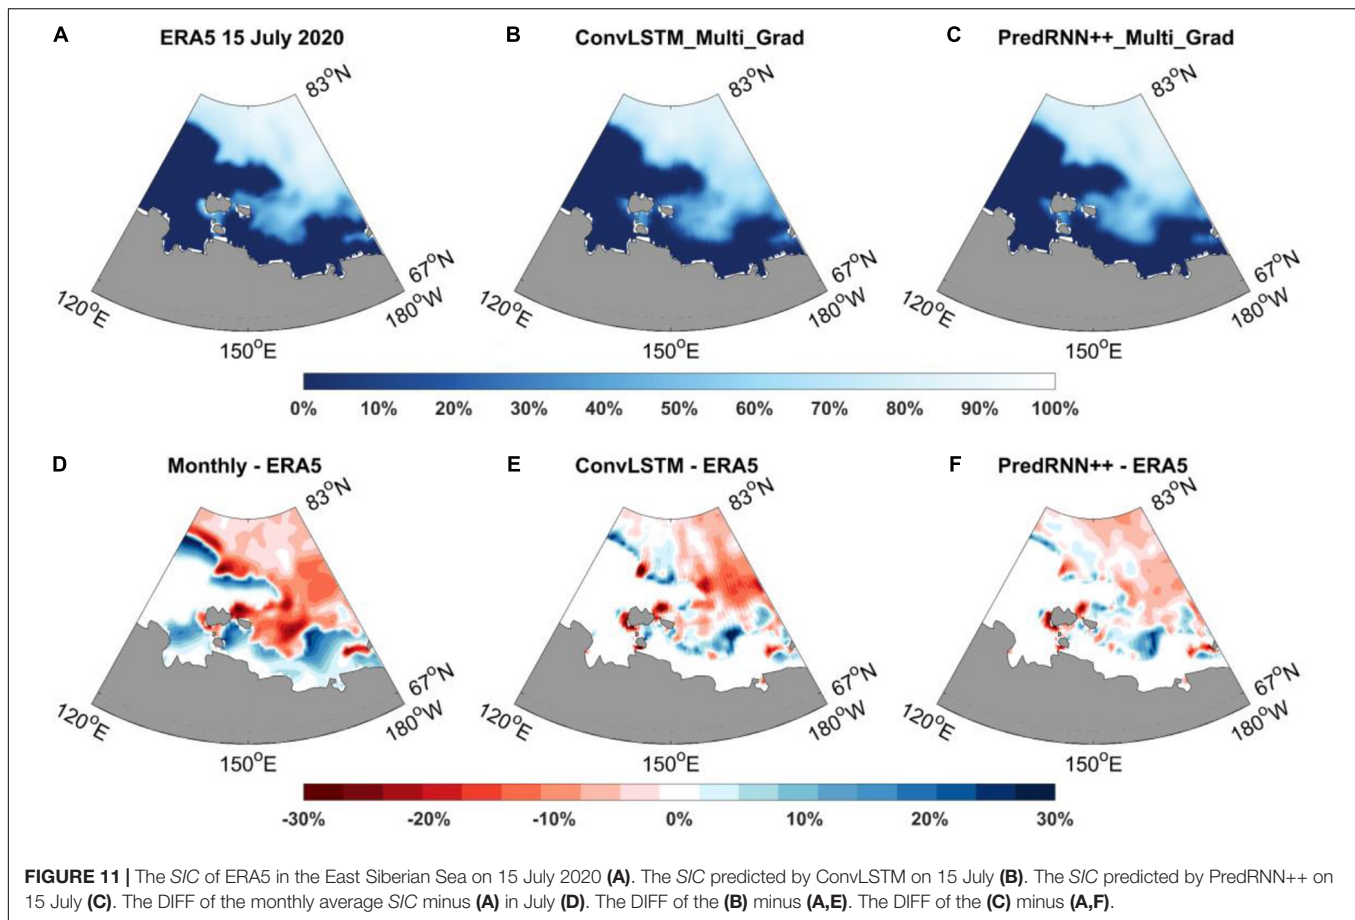 A ERA5 15 July 2020 B ConvLSTM_Multi_Grad C PredRNN++_Multi_Grad
83°N 83°N 83°N
67°N 67°N 67°N
120°E 180°W 120°E 180°W 120°E 180°W
150°E 150°E 150°E
0% 10% 20% 30% 40% 50% 60% 70% 80% 90% 100%
D Monthly - ERA5 E ConvLSTM - ERA5 F PredRNN++ - ERA5
83°N 83°N 83°N
67°N 67°N 67°N
120°E 180°W 120°E 180°W 120°E 180°W
150°E 150°E 150°E
-30% -20% -10% 0% 10% 20% 30%
FIGURE 11 | The SIC of ERA5 in the East Siberian Sea on 15 July 2020 (A). The SIC predicted by ConvLSTM on 15 July (B). The SIC predicted by PredRNN++ on
15 July (C). The DIFF of the monthly average SIC minus (A) in July (D). The DIFF of the (B) minus (A,E). The DIFF of the (C) minus (A,F).